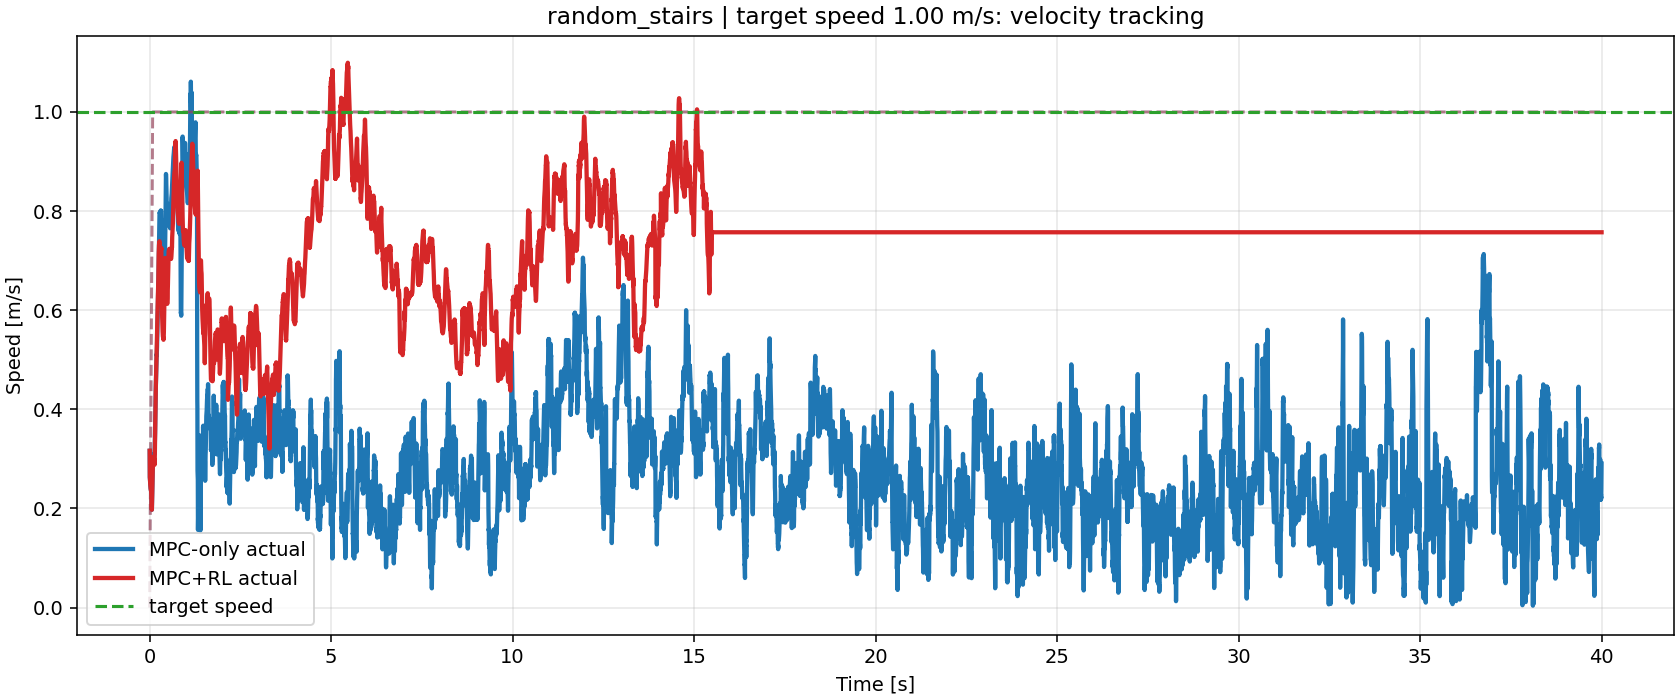 random_stairs | target speed 1.00 m/s: velocity tracking
Speed [m/s]
1.0
0.8
0.6
0.4
0.2
0.0
MPC-only actual
MPC+RL actual
target speed
0 5 10 15 20 25 30 35 40
Time [s]